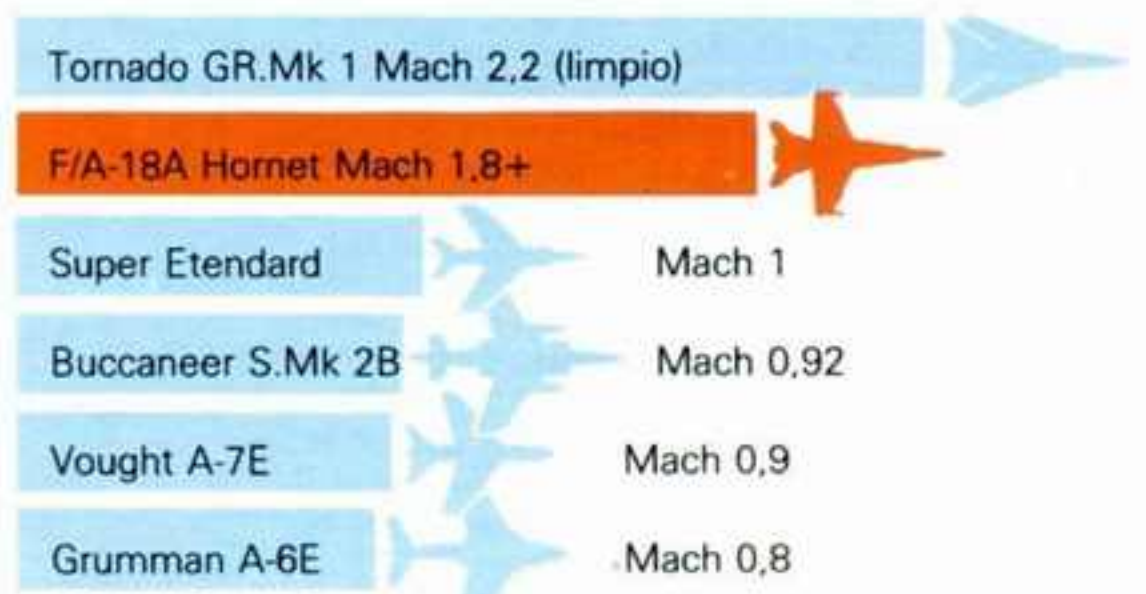 Tornado GR.Mk 1 Mach 2,2 (limpio)
F/A-18A Hornet Mach 1,8+
Super Etendard Mach 1
Buccaneer S.Mk 2B Mach 0,92
Vought A-7E Mach 0,9
Grumman A-6E Mach 0,8